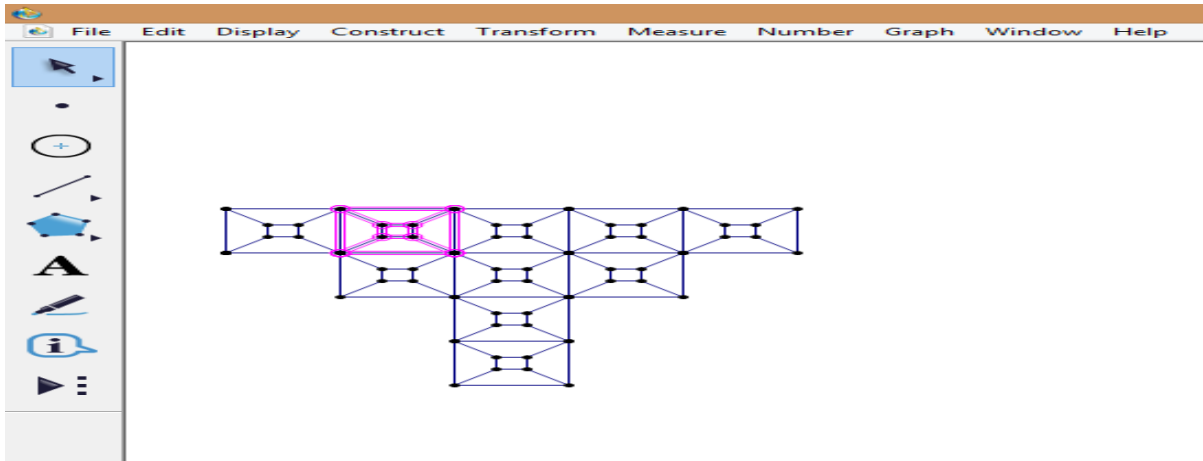 File Edit Display Construct Transform Measure Number Graph Window Help
A
i